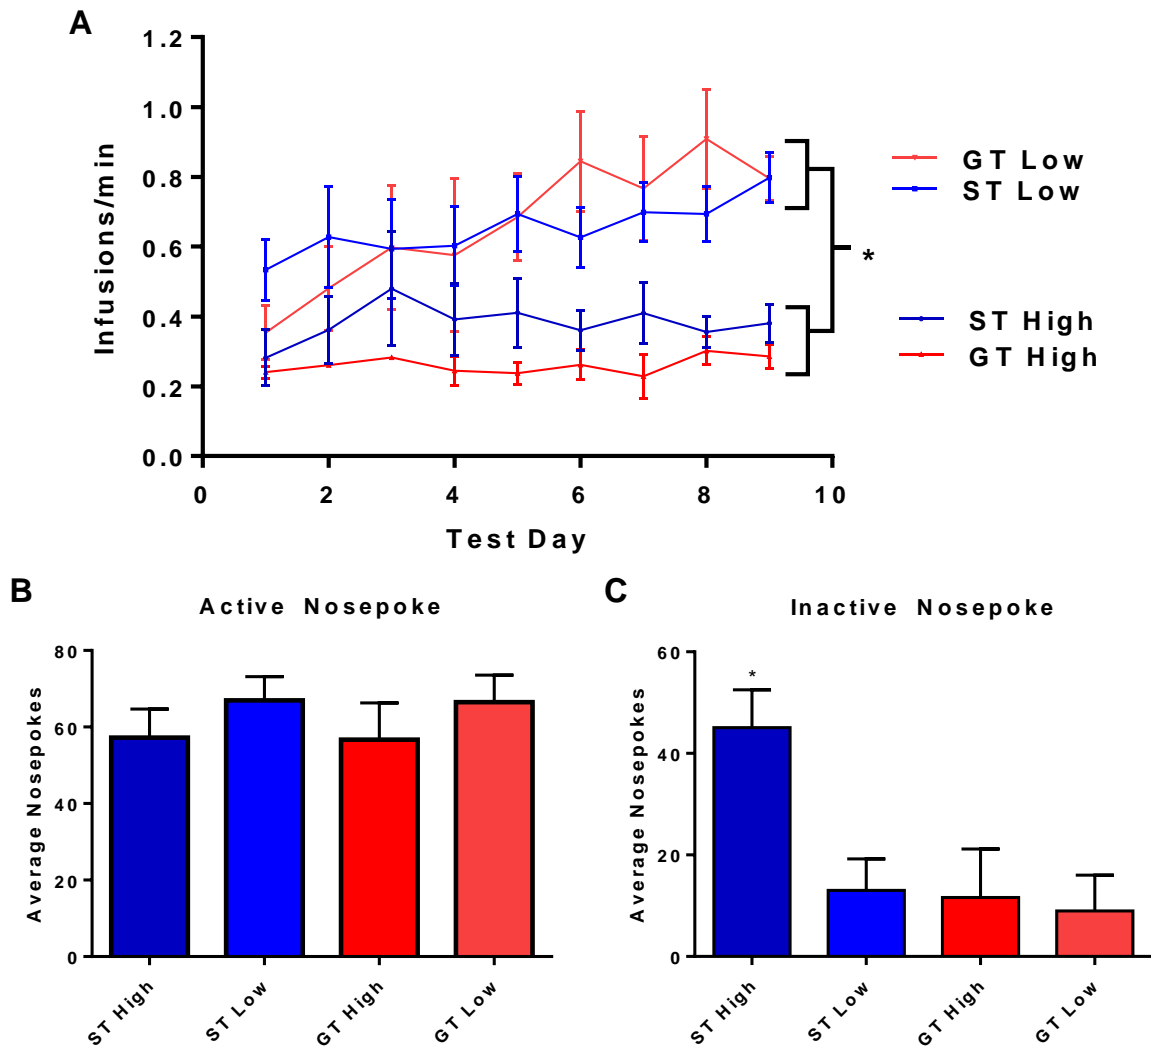 A
Infusions/min
1.2
1.0
0.8
0.6
0.4
0.2
0.0
0 2 4 6 8 10
Test Day
GT Low
ST Low
*
ST High
GT High
B
Active Nosepoke
Average Nosepokes
80
60
40
20
0
ST High
ST Low
GT High
GT Low
C
Inactive Nosepoke
Average Nosepokes
60
40
20
0
*
ST High
ST Low
GT High
GT Low